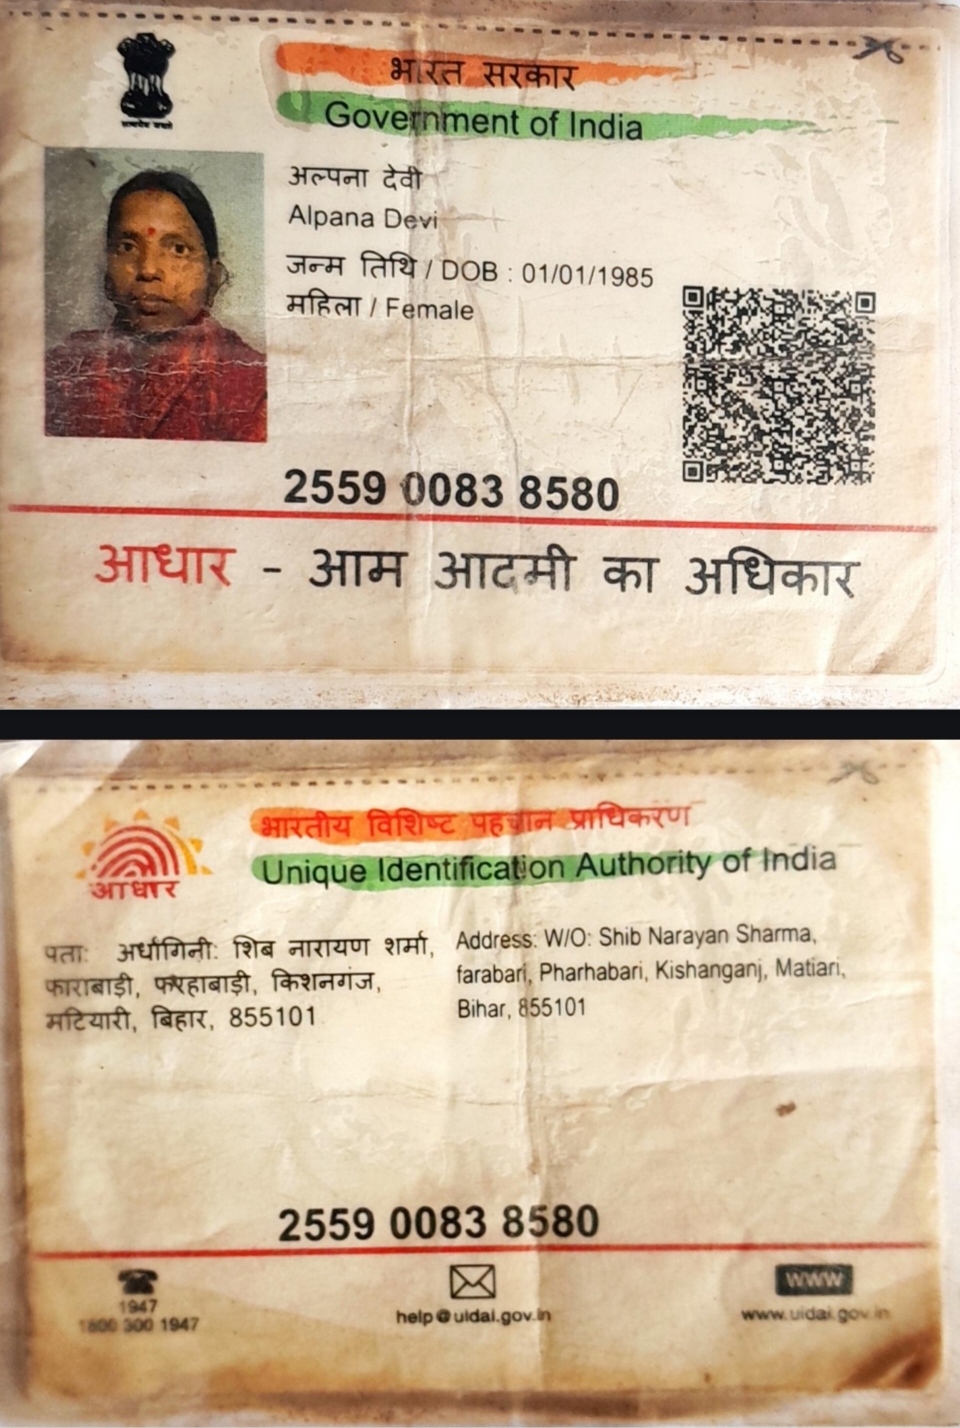 भारत सरकार
Government of India
अल्पना देवी
Alpana Devi
जन्म तिथि / DOB : 01/01/1985
महिला / Female
2559 0083 8580
आधार - आम आदमी का अधिकार
भारतीय विशिष्ट पहचान प्राधिकरण
Unique Identification Authority of India
आधार
पता: अर्धांगिनी: शिब नारायण शर्मा,
फाराबाड़ी, फरहाबाड़ी, किशनगंज,
मटियारी, बिहार, 855101
Address: W/O: Shib Narayan Sharma,
farabari, Pharhabari, Kishanganj, Matiari,
Bihar, 855101
2559 0083 8580
1947
1800 300 1947
help@uidai.gov.in
www
www.uidai.gov.in